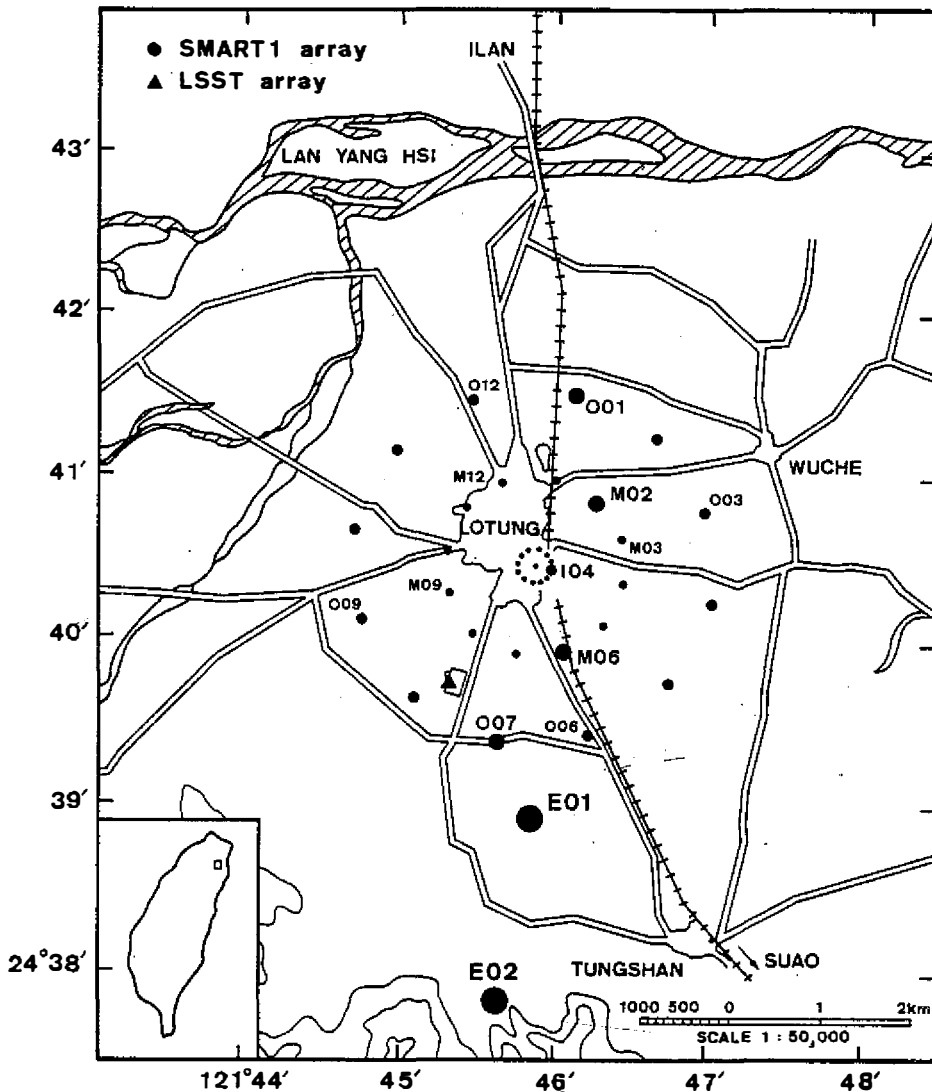 ● SMART1 array
▲ LSST array
ILAN
43′
LAN YANG HSI
42′
O12
O01
41′
M12
M02
O03
WUCHE
LOTUNG
M03
I04
M09
O09
40′
M06
O07
O06
39′
E01
24°38′
E02
TUNGSHAN
SUAO
1000 500 0 1 2km
SCALE 1 : 50,000
121°44′ 45′ 46′ 47′ 48′